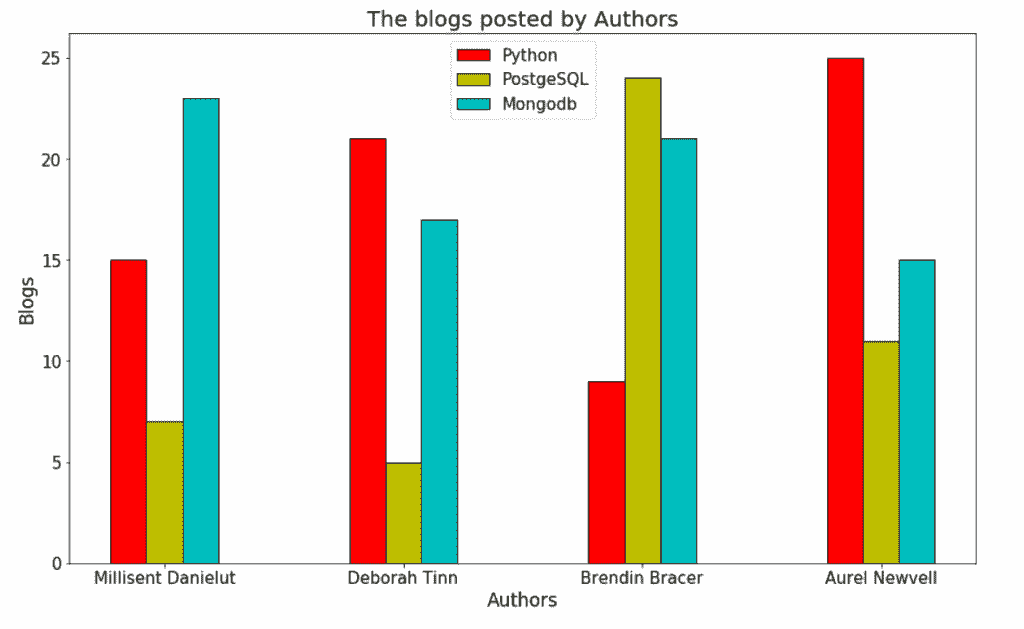 The blogs posted by Authors
Python
PostgeSQL
Mongodb
25
20
15
10
5
0
Blogs
Millisent Danielut Deborah Tinn Brendin Bracer Aurel Newvell
Authors